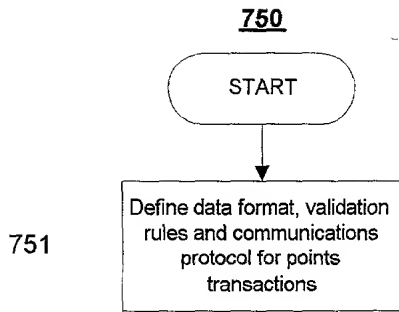 750
START
Define data format, validation
rules and communications
protocol for points
transactions
751